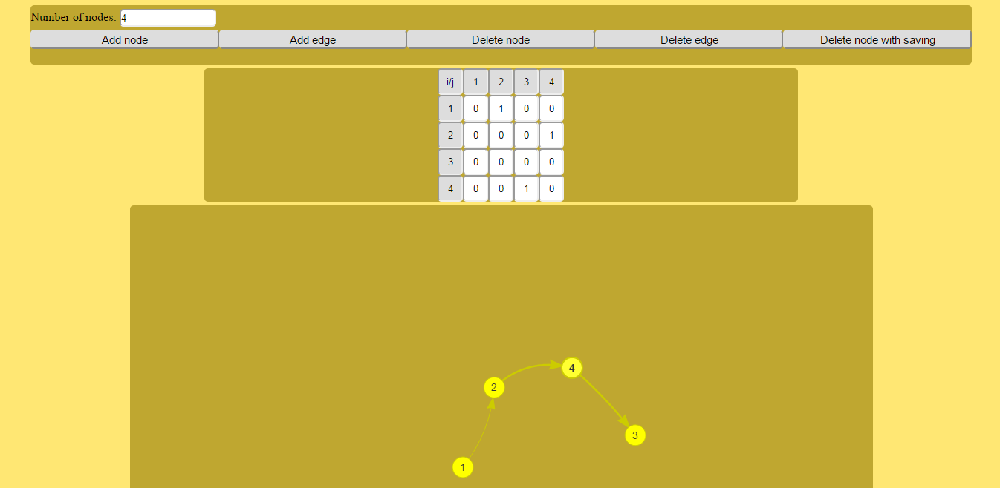 Number of nodes: 4
Add node Add edge Delete node Delete edge Delete node with saving
i/j 1 2 3 4
1 0 1 0 0
2 0 0 0 1
3 0 0 0 0
4 0 0 1 0
4
2
3
1